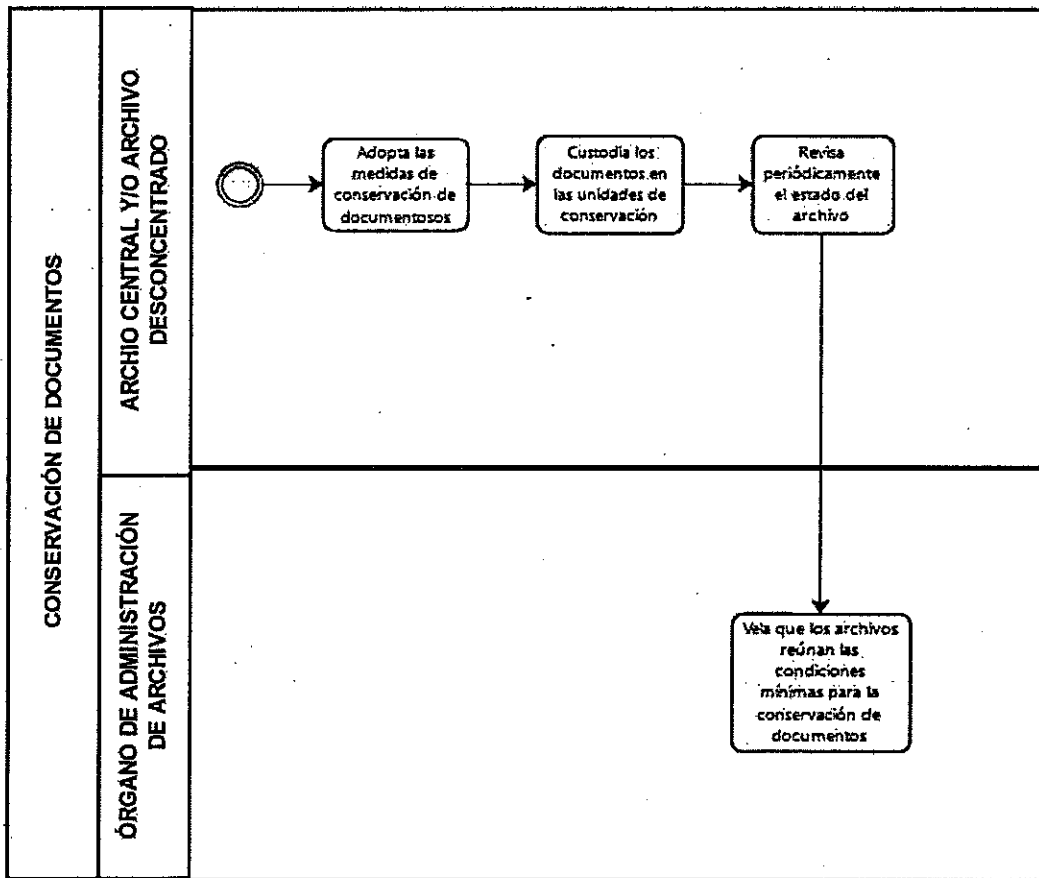 CONSERVACIÓN DE DOCUMENTOS
ARCHIO CENTRAL Y/O ARCHIVO
DESCONCENTRADO
Adopta las
medidas de
conservación de
documentosos
Custodia los
documentos en
las unidades de
conservación
Revisa
periódicamente
el estado del
archivo
ÓRGANO DE ADMINISTRACIÓN
DE ARCHIVOS
Vela que los archivos
reúnan las
condiciones
mínimas para la
conservación de
documentos